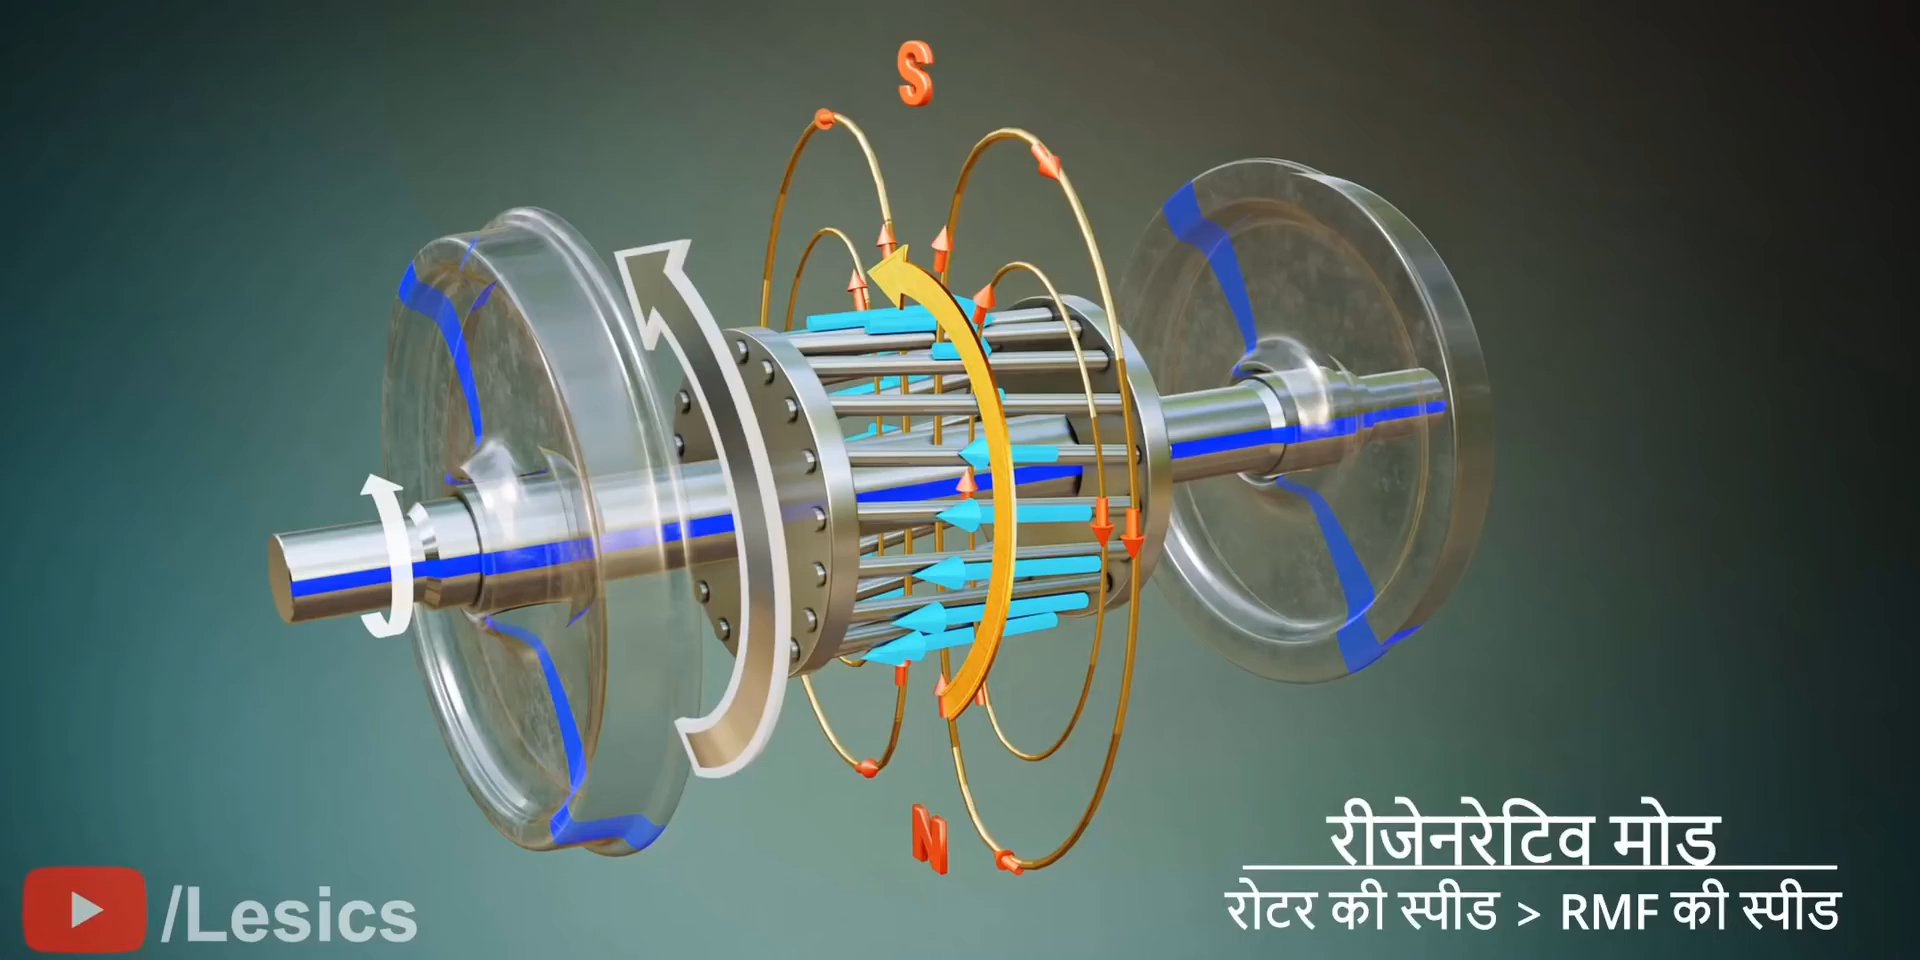 S
N
रीजेनरेटिव मोड
रोटर की स्पीड > RMF की स्पीड
/Lesics